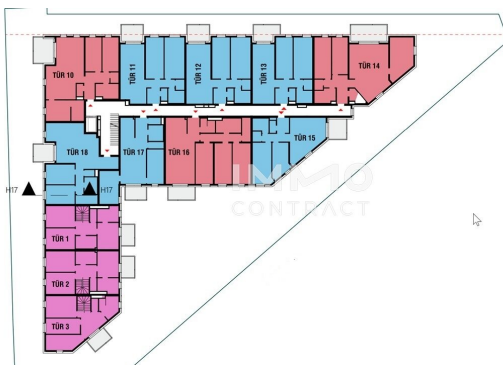 TÜR 10
TÜR 11
TÜR 12
TÜR 13
TÜR 14
TÜR 15
TÜR 16
TÜR 17
TÜR 18
H17 H17
IMMO
CONTRACT
TÜR 1
TÜR 2
TÜR 3